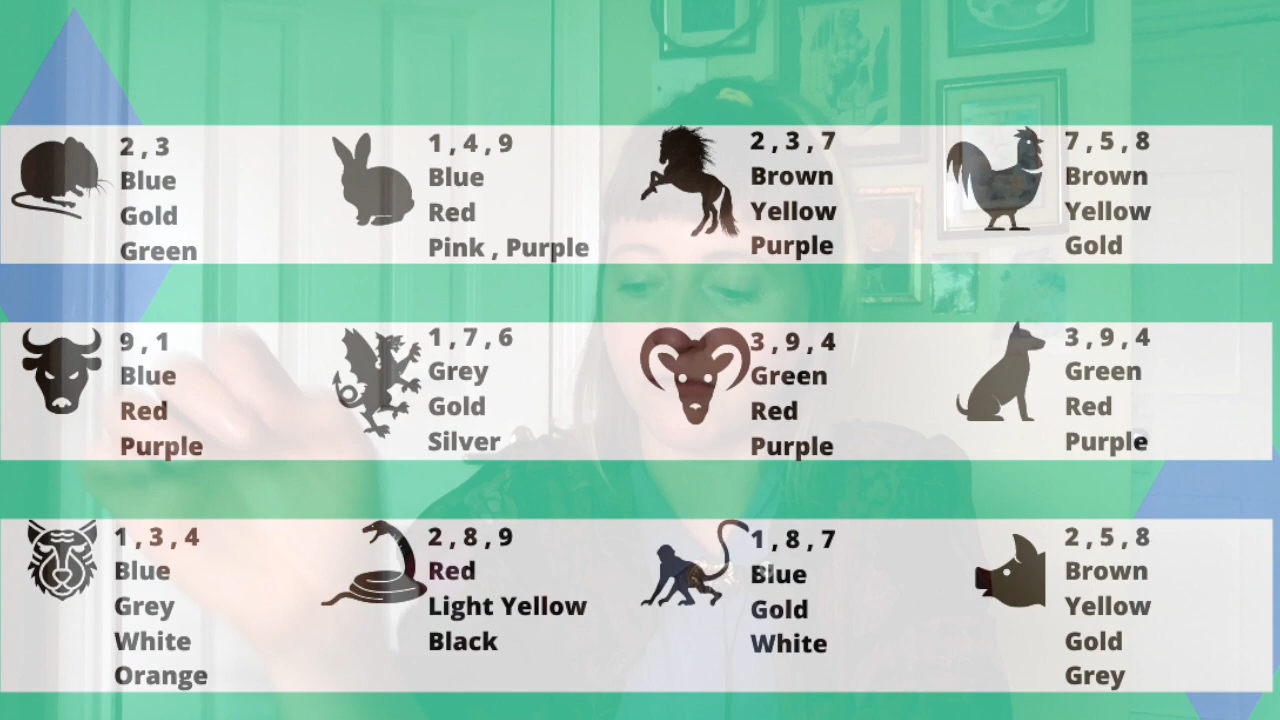 2 , 3
Blue
Gold
Green
1 , 4 , 9
Blue
Red
Pink , Purple
2 , 3 , 7
Brown
Yellow
Purple
7 , 5 , 8
Brown
Yellow
Gold
9 , 1
Blue
Red
Purple
1 , 7 , 6
Grey
Gold
Silver
3 , 9 , 4
Green
Red
Purple
3 , 9 , 4
Green
Red
Purple
1 , 3 , 4
Blue
Grey
White
Orange
2 , 8 , 9
Red
Light Yellow
Black
1 , 8 , 7
Blue
Gold
White
2 , 5 , 8
Brown
Yellow
Gold
Grey